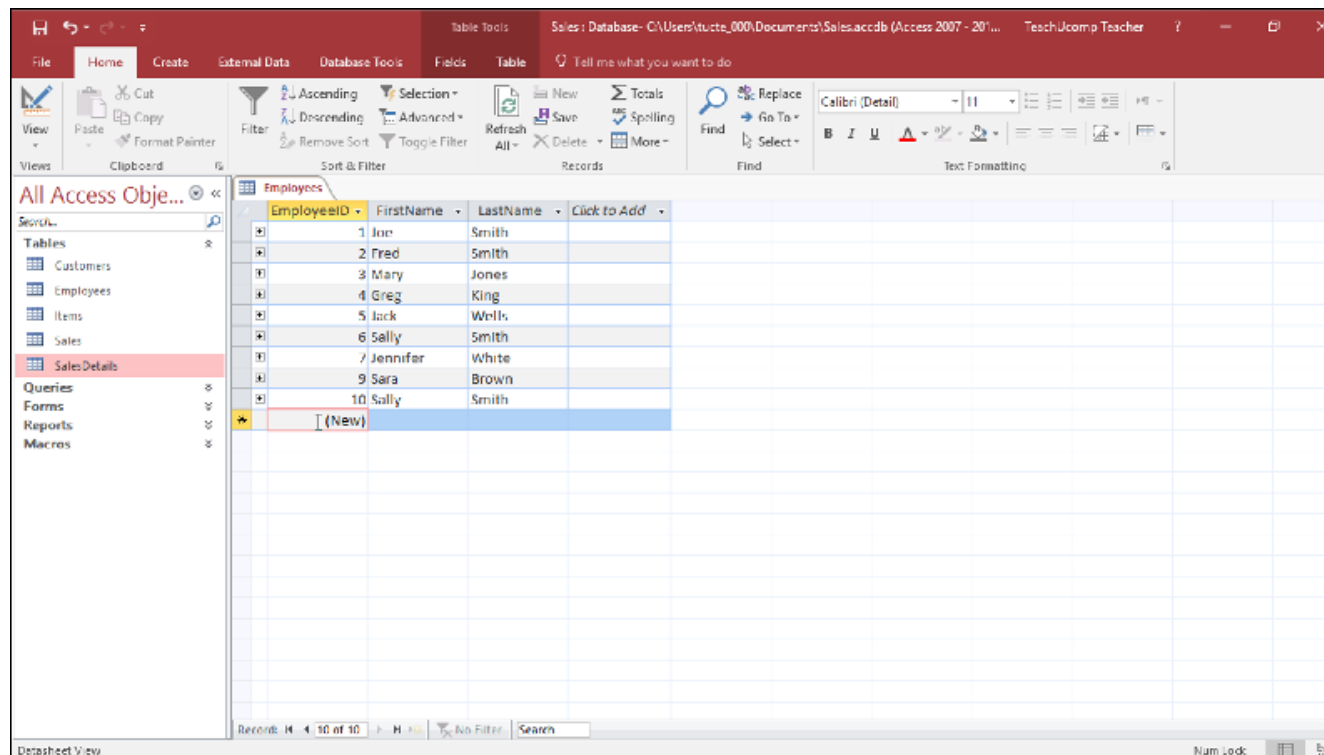 Table Tools Sales : Database- C:\Users\tucte_000\Documents\Sales.accdb (Access 2007 - 201... TeachUcomp Teacher ?
File Home Create External Data Database Tools Fields Table Tell me what you want to do
Cut Ascending Selection New Totals Replace
Copy Descending Advanced Save Spelling Go To Calibri (Detail) 11
View Paste Format Painter Filter Remove Sort Toggle Filter Refresh All Delete More Find Select B I U A
Views Clipboard Sort & Filter Records Find Text Formatting
All Access Obje... Employees
Search...
EmployeeID FirstName LastName Click to Add
Tables
Customers
Employees
Items
Sales
SalesDetails
Queries
Forms
Reports
Macros
1 Joe Smith
2 Fred Smith
3 Mary Jones
4 Greg King
5 Jack Wells
6 Sally Smith
7 Jennifer White
9 Sara Brown
10 Sally Smith
(New)
Record: 10 of 10 No Filter Search
Datasheet View Num Lock